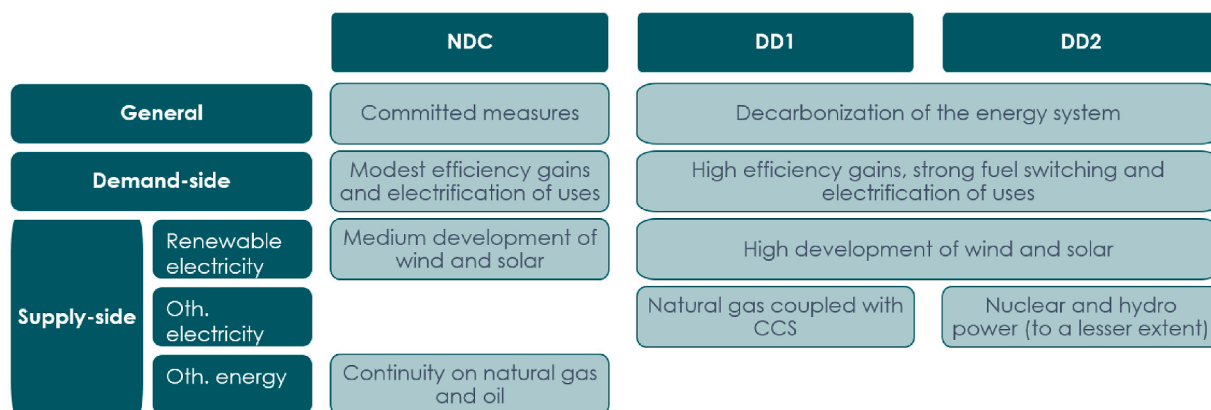 NDC
DD1
DD2
General
Committed measures
Decarbonization of the energy system
Demand-side
Modest efficiency gains
and electrification of uses
High efficiency gains, strong fuel switching and
electrification of uses
Supply-side
Renewable
electricity
Medium development of
wind and solar
High development of wind and solar
Oth.
electricity
Natural gas coupled with
CCS
Nuclear and hydro
power (to a lesser extent)
Oth. energy
Continuity on natural gas
and oil